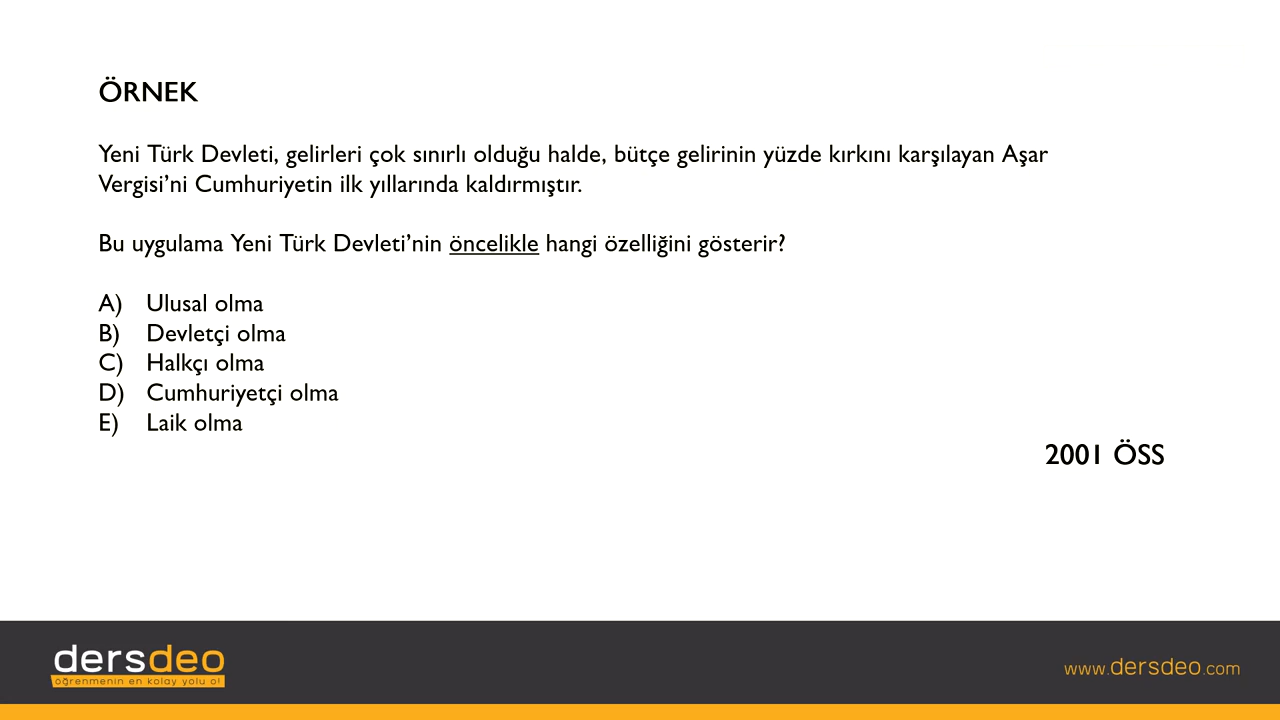 ÖRNEK
Yeni Türk Devleti, gelirleri çok sınırlı olduğu halde, bütçe gelirinin yüzde kırkını karşılayan Aşar
Vergisi’ni Cumhuriyetin ilk yıllarında kaldırmıştır.
Bu uygulama Yeni Türk Devleti’nin öncelikle hangi özelliğini gösterir?
A) Ulusal olma
B) Devletçi olma
C) Halkçı olma
D) Cumhuriyetçi olma
E) Laik olma
2001 ÖSS
dersdeo
öğrenmenin en kolay yolu o!
www.dersdeo.com